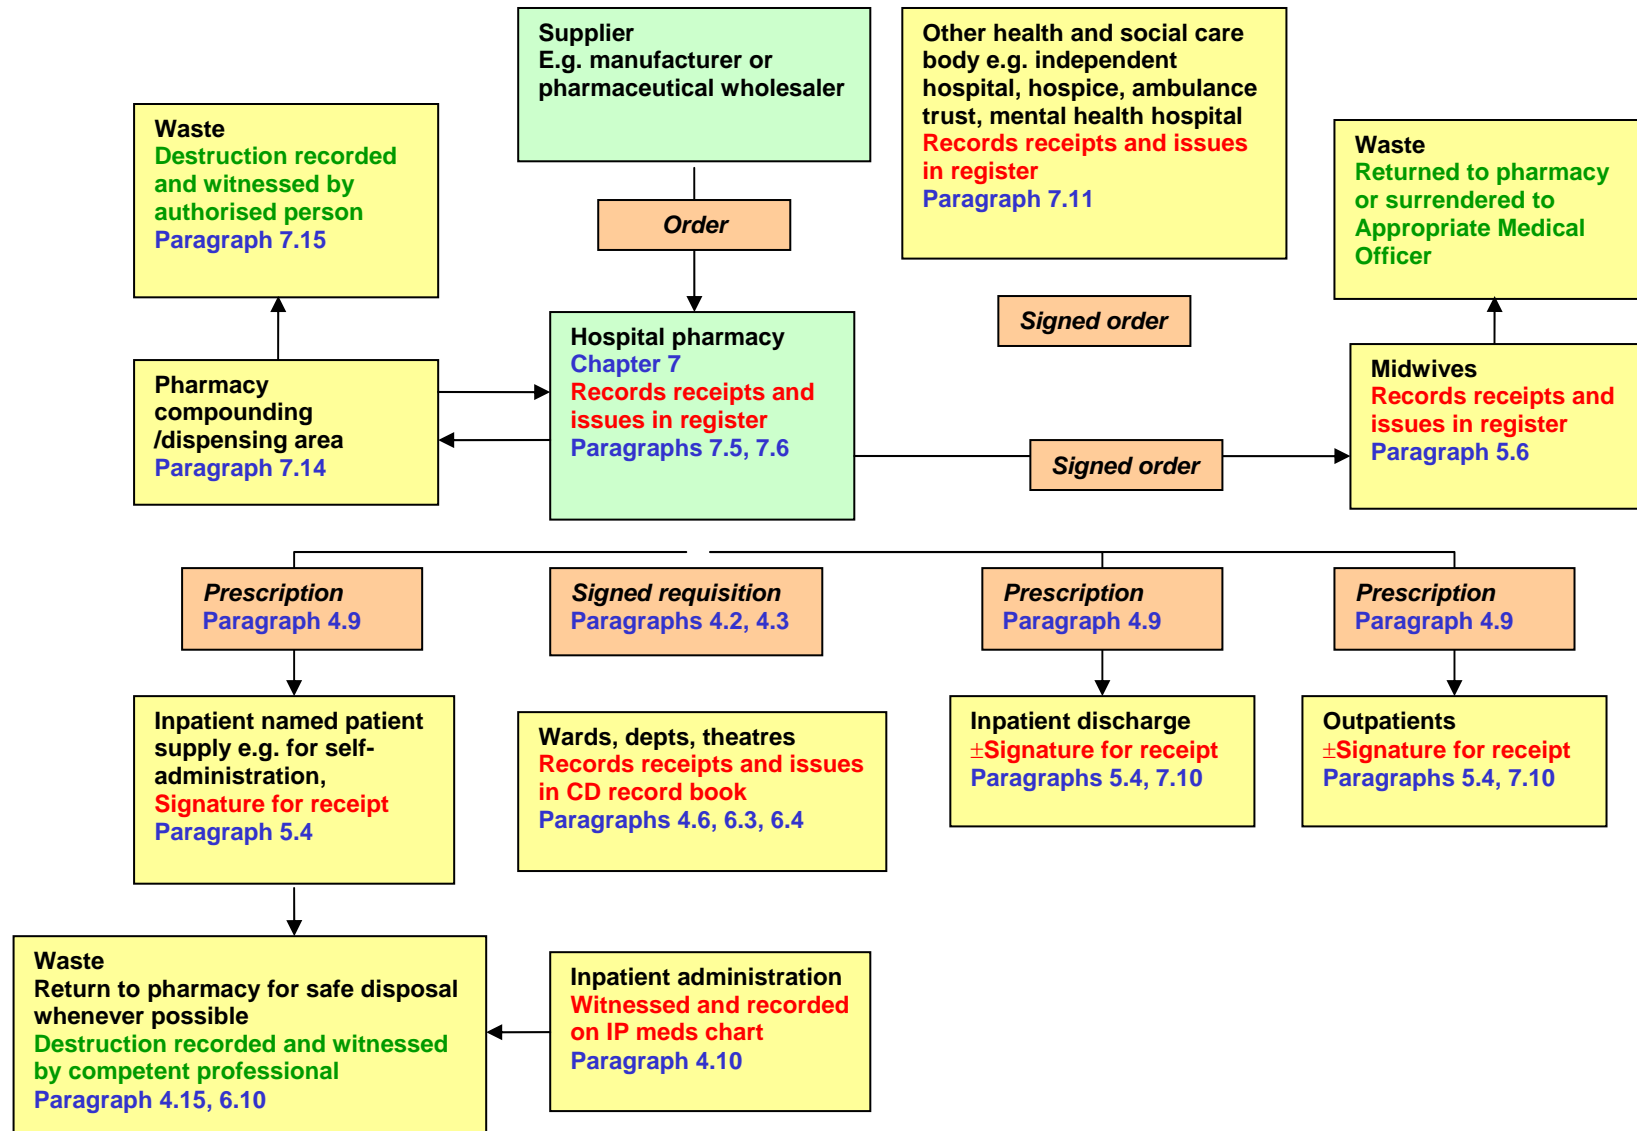 Supplier
E.g. manufacturer or
pharmaceutical wholesaler
Other health and social care
body e.g. independent
hospital, hospice, ambulance
trust, mental health hospital
Records receipts and issues
in register
Paragraph 7.11
Waste
Destruction recorded
and witnessed by
authorised person
Paragraph 7.15
Waste
Returned to pharmacy
or surrendered to
Appropriate Medical
Officer
Order
Signed order
Hospital pharmacy
Chapter 7
Records receipts and
issues in register
Paragraphs 7.5, 7.6
Pharmacy
compounding
/dispensing area
Paragraph 7.14
Midwives
Records receipts and
issues in register
Paragraph 5.6
Signed order
Prescription
Paragraph 4.9
Signed requisition
Paragraphs 4.2, 4.3
Prescription
Paragraph 4.9
Prescription
Paragraph 4.9
Inpatient named patient
supply e.g. for self-
administration,
Signature for receipt
Paragraph 5.4
Wards, depts, theatres
Records receipts and issues
in CD record book
Paragraphs 4.6, 6.3, 6.4
Inpatient discharge
±Signature for receipt
Paragraphs 5.4, 7.10
Outpatients
±Signature for receipt
Paragraphs 5.4, 7.10
Waste
Return to pharmacy for safe disposal
whenever possible
Destruction recorded and witnessed
by competent professional
Paragraph 4.15, 6.10
Inpatient administration
Witnessed and recorded
on IP meds chart
Paragraph 4.10